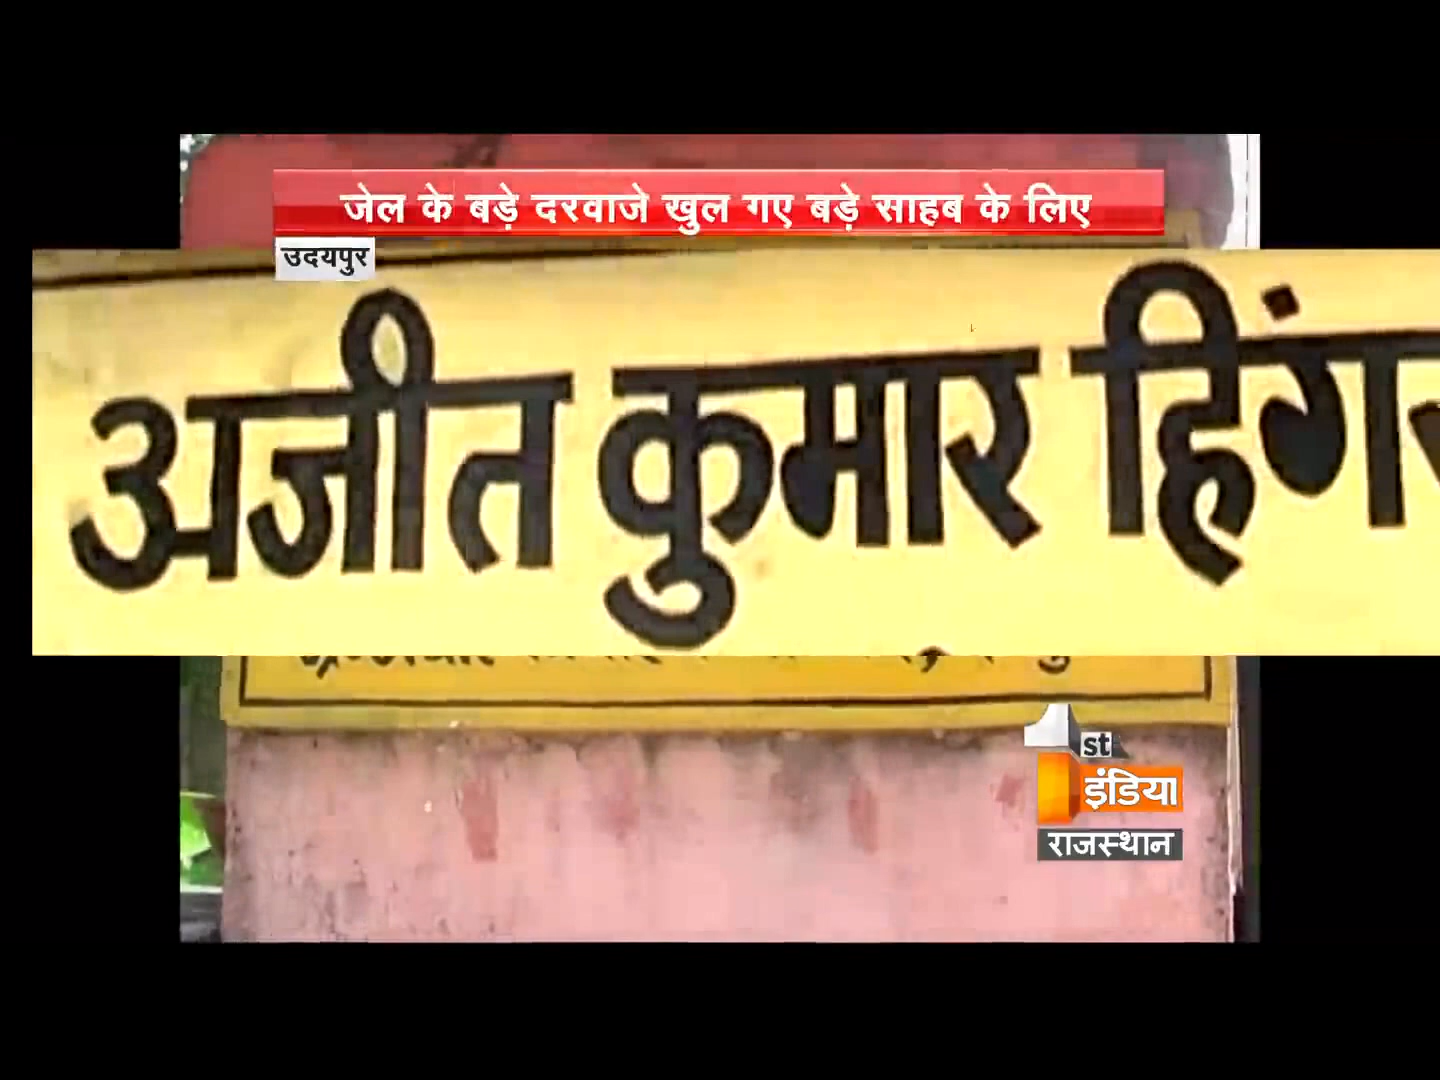 जेल के बड़े दरवाजे खुल गए बड़े साहब के लिए
उदयपुर
अजीत कुमार
1st
इंडिया
राजस्थान